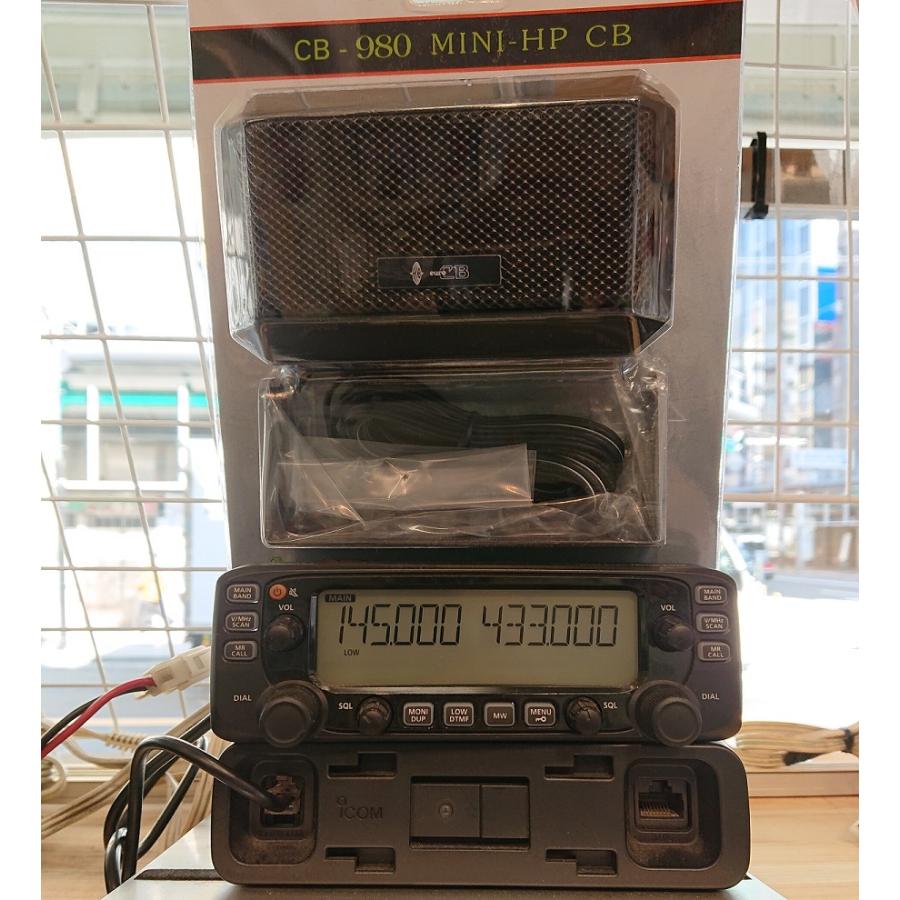 CB - 980 MINI-HP CB
euro CB
MAIN BAND
VOL
V/MHz SCAN
MR CALL
DIAL
MAIN
145.000 433.000
LOW
VOL
MAIN BAND
V/MHz SCAN
MR CALL
DIAL
SQL
MONI DUP
LOW DTMF
MW
MENU
SQL
ICOM